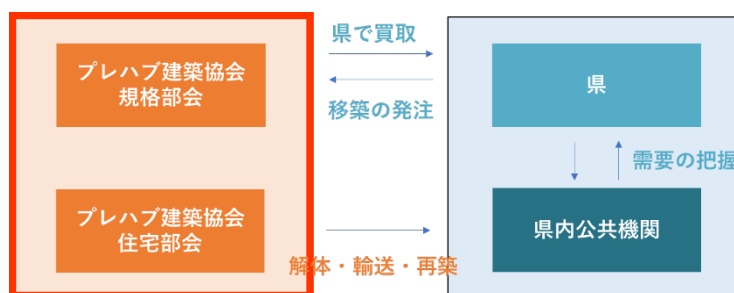 プレハブ建築協会
規格部会
県で買取
移築の発注
県
需要の把握
プレハブ建築協会
住宅部会
解体・輸送・再築
県内公共機関